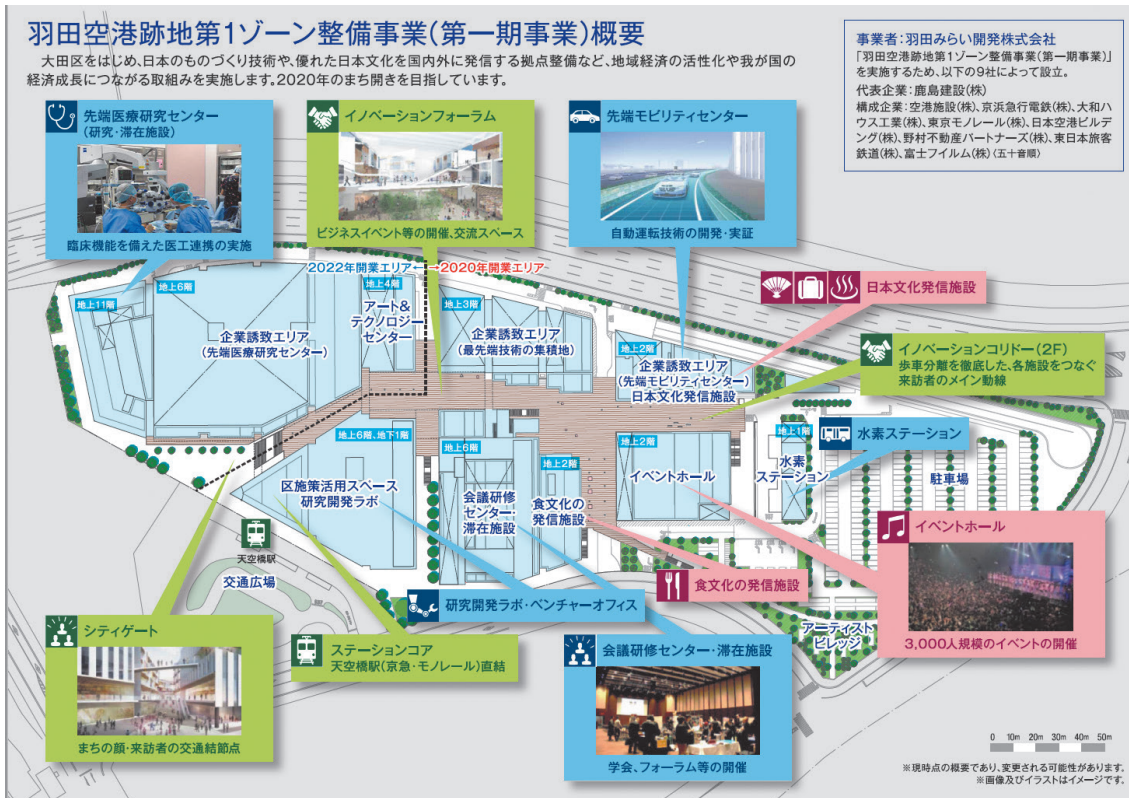 羽田空港跡地第1ゾーン整備事業(第一期事業)概要
大田区をはじめ、日本のものづくり技術や、優れた日本文化を国内外に発信する拠点整備など、地域経済の活性化や我が国の
経済成長につながる取組みを実施します。2020年のまち開きを目指しています。
事業者:羽田みらい開発株式会社
「羽田空港跡地第1ゾーン整備事業(第一期事業)」
を実施するため、以下の9社によって設立。
代表企業:鹿島建設(株)
構成企業:空港施設(株)、京浜急行電鉄(株)、大和ハ
ウス工業(株)、東京モノレール(株)、日本空港ビルデ
ング(株)、野村不動産パートナーズ(株)、東日本旅客
鉄道(株)、富士フイルム(株)(五十音順)
先端医療研究センター
(研究・滞在施設)
臨床機能を備えた医工連携の実施
イノベーションフォーラム
ビジネスイベント等の開催、交流スペース
先端モビリティセンター
自動運転技術の開発・実証
2022年開業エリア←
→2020年開業エリア
日本文化発信施設
イノベーションコリドー(2F)
歩車分離を徹底した、各施設をつなぐ
来訪者のメイン動線
地上11階
地上6階
企業誘致エリア
(先端医療研究センター)
地上4階
アート&
テクノロジー
センター
地上3階
企業誘致エリア
(最先端技術の集積地)
地上2階
企業誘致エリア
(先端モビリティセンター)
日本文化発信施設
地上6階、地下1階
区施策活用スペース
研究開発ラボ
地上6階
会議研修
センター・
滞在施設
地上2階
食文化の
発信施設
地上2階
イベントホール
地上1階
水素
ステーション
水素ステーション
駐車場
天空橋駅
交通広場
イベントホール
3,000人規模のイベントの開催
食文化の発信施設
研究開発ラボ・ベンチャーオフィス
アーティスト
ビレッジ
シティゲート
まちの顔・来訪者の交通結節点
ステーションコア
天空橋駅(京急・モノレール)直結
会議研修センター・滞在施設
学会、フォーラム等の開催
0 10m 20m 30m 40m 50m
※現時点の概要であり、変更される可能性があります。
※画像及びイラストはイメージです。